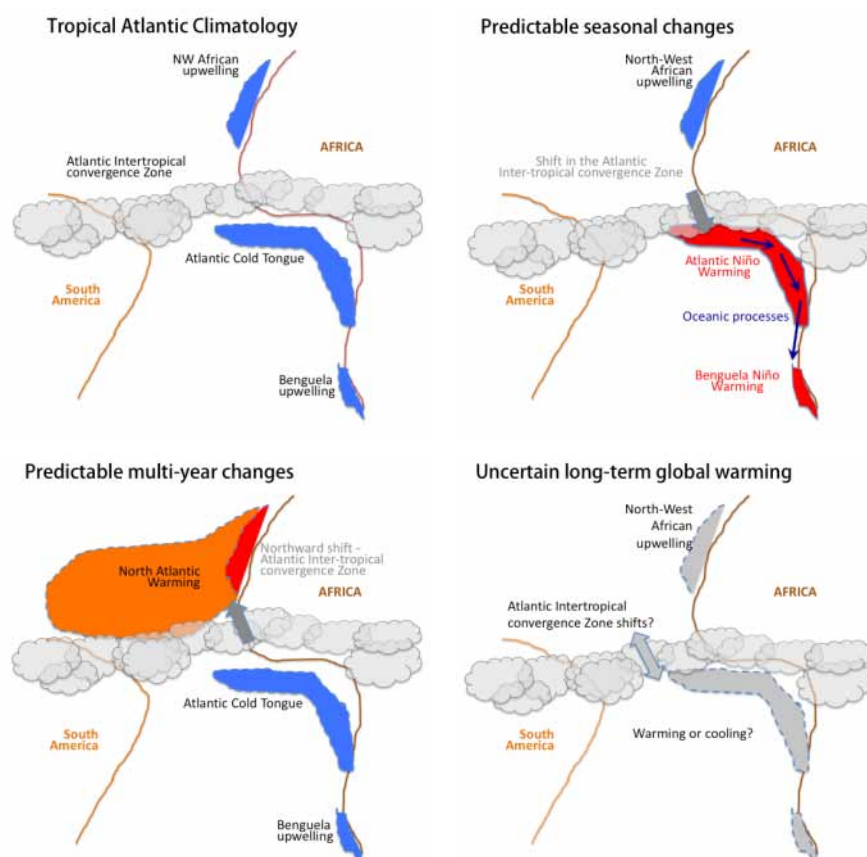 Tropical Atlantic Climatology
NW African
upwelling
AFRICA
Atlantic Intertropical
convergence Zone
Atlantic Cold Tongue
South
America
Benguela
upwelling
Predictable seasonal changes
North-West
African
upwelling
AFRICA
Shift in the Atlantic
Inter-tropical convergence Zone
Atlantic Niño
Warming
South
America
Oceanic processes
Benguela Niño
Warming
Predictable multi-year changes
Northward shift -
Atlantic Inter-tropical
convergence Zone
North Atlantic
Warming
AFRICA
Atlantic Cold Tongue
South
America
Benguela
upwelling
Uncertain long-term global warming
North-West
African
upwelling
AFRICA
Atlantic Intertropical
convergence Zone shifts?
South
America
Warming or cooling?